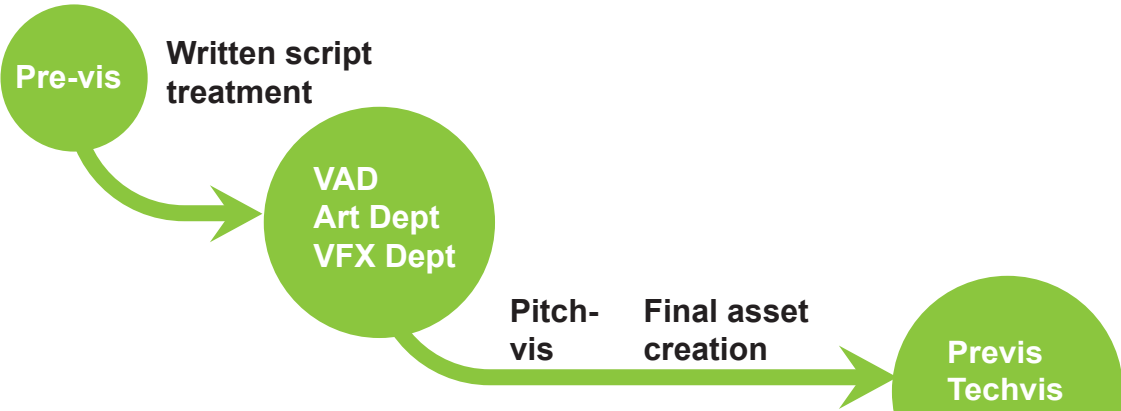 Pre-vis
Written script
treatment
VAD
Art Dept
VFX Dept
Pitch-
vis
Final asset
creation
Previs
Techvis